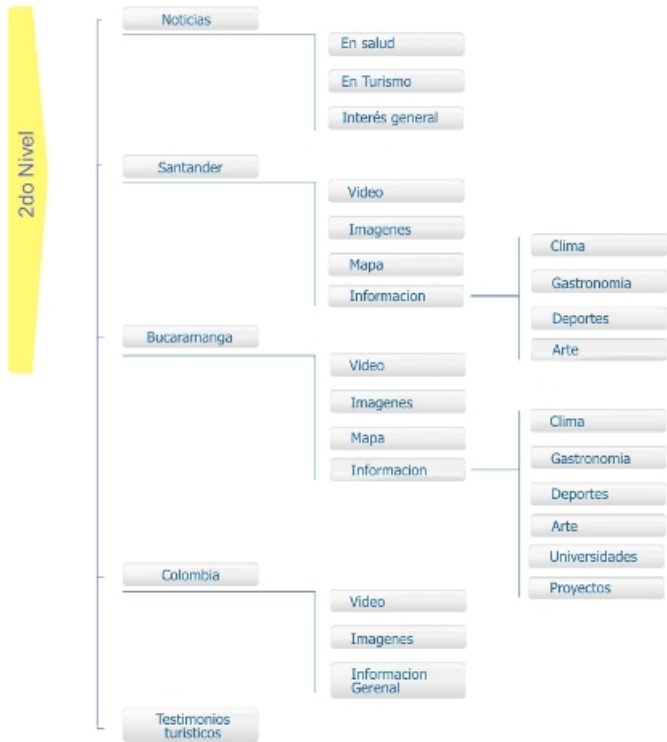 2do Nivel
Noticias
En salud
En Turismo
Interés general
Santander
Video
Imagenes
Mapa
Informacion
Clima
Gastronomia
Deportes
Arte
Bucaramanga
Video
Imagenes
Mapa
Informacion
Clima
Gastronomia
Deportes
Arte
Universidades
Proyectos
Colombia
Video
Imagenes
Informacion
Gerenal
Testimonios
turisticos